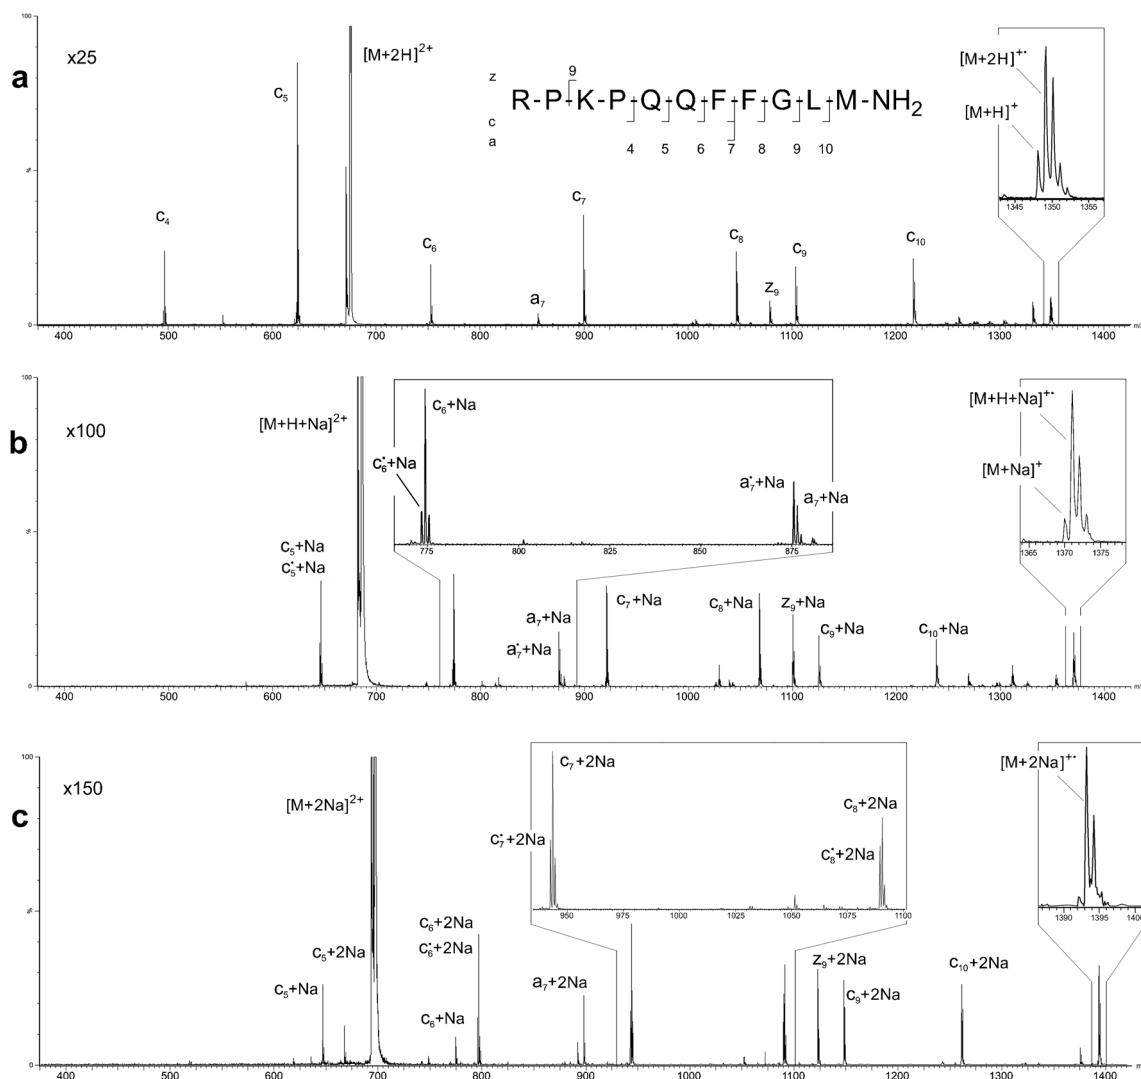 100
a
x25
[M+2H]²⁺
c₅
c₄
c₆
a₇
c₇
c₈
z₉
c₉
c₁₀
z
9
R-P-K-P-Q-Q-F-F-G-L-M-NH₂
c
a
4 5 6 7 8 9 10
[M+2H]⁺•
[M+H]⁺
1345 1350 1355
%
0
400 500 600 700 800 900 1000 1100 1200 1300 1400
100
b
x100
[M+H+Na]²⁺
c₆+Na
c₆•+Na
a₇•+Na
a₇+Na
775 800 825 850 875
[M+H+Na]⁺•
[M+Na]⁺
1365 1370 1375
%
c₅+Na
c₅•+Na
a₇+Na
a₇•+Na
c₇+Na
c₈+Na
z₉+Na
c₉+Na
c₁₀+Na
0
400 500 600 700 800 900 1000 1100 1200 1300 1400
100
c
x150
[M+2Na]²⁺
c₇+2Na
c₇•+2Na
c₈+2Na
c₈•+2Na
950 975 1000 1025 1050 1075 1100
[M+2Na]⁺•
1390 1395 1400
%
c₅+2Na
c₅+Na
c₆+2Na
c₆•+2Na
c₆+Na
a₇+2Na
z₉+2Na
c₉+2Na
c₁₀+2Na
0
400 500 600 700 800 900 1000 1100 1200 1300 1400